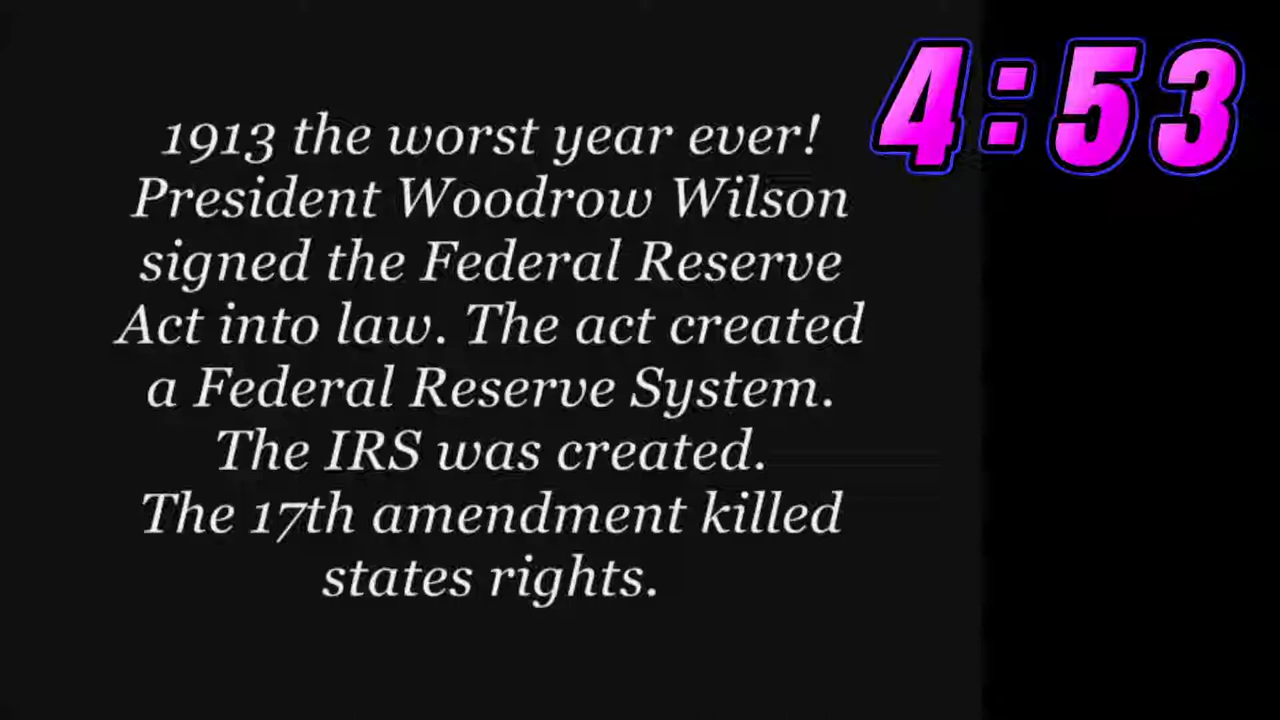 4:53
1913 the worst year ever!
President Woodrow Wilson
signed the Federal Reserve
Act into law. The act created
a Federal Reserve System.
The IRS was created.
The 17th amendment killed
states rights.